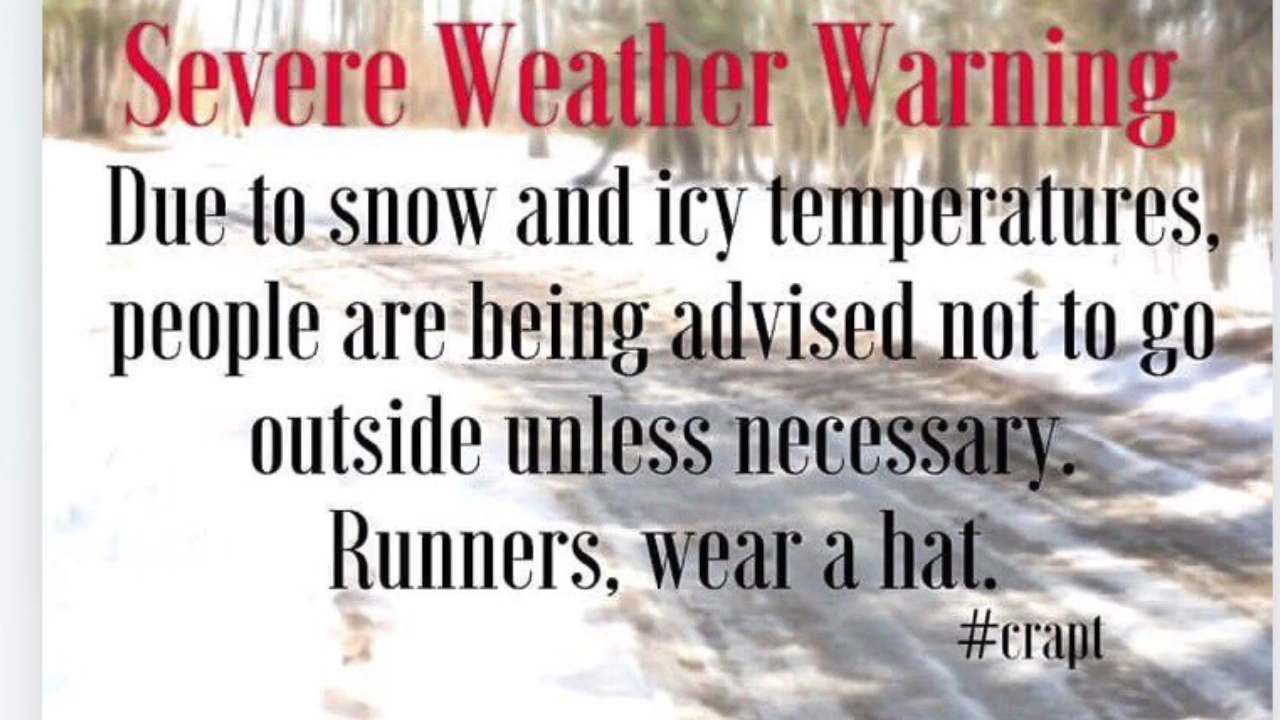 Severe Weather Warning
Due to snow and icy temperatures,
people are being advised not to go
outside unless necessary.
Runners, wear a hat.
#crapt